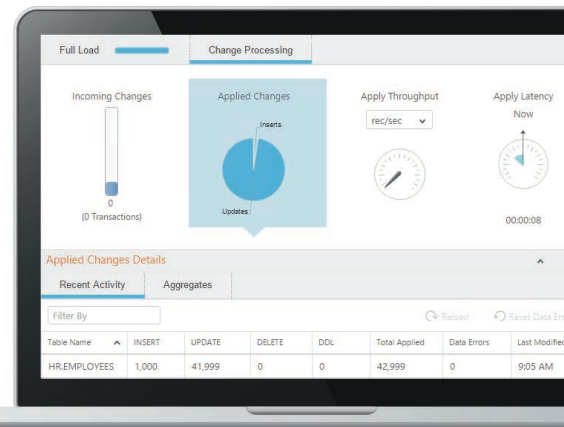 Full Load
Change Processing
Incoming Changes
0
(0 Transactions)
Applied Changes
Inserts
Updates
Apply Throughput
rec/sec
Apply Latency
Now
00:00:08
Applied Changes Details
Recent Activity Aggregates
Filter By Reload Reset Data Err
Table Name INSERT UPDATE DELETE DDL Total Applied Data Errors Last Modified
HR.EMPLOYEES 1,000 41,999 0 0 42,999 0 9:05 AM